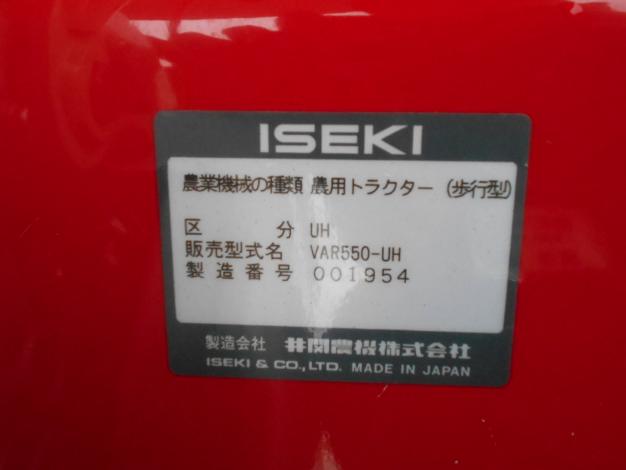 ISEKI
農業機械の種類 農用トラクター (歩行型)
区 分 UH
販売型式名 VAR550-UH
製造番号 001954
製造会社 井関農機株式会社
ISEKI & CO.,LTD. MADE IN JAPAN